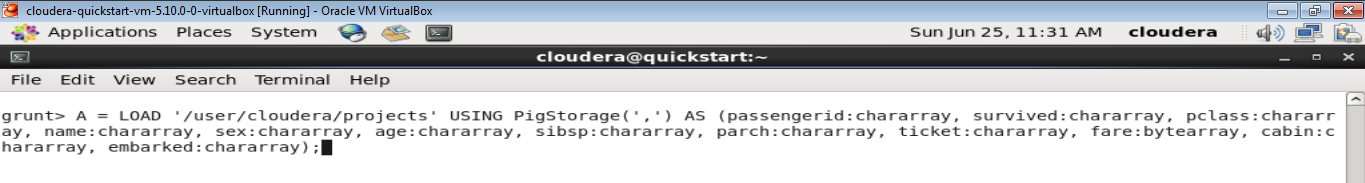 cloudera-quickstart-vm-5.10.0-0-virtualbox [Running] - Oracle VM VirtualBox
Applications Places System Sun Jun 25, 11:31 AM cloudera
cloudera@quickstart:~
File Edit View Search Terminal Help
grunt> A = LOAD '/user/cloudera/projects' USING PigStorage(',') AS (passengerid:chararray, survived:chararray, pclass:chararr
ay, name:chararray, sex:chararray, age:chararray, sibsp:chararray, parch:chararray, ticket:chararray, fare:bytearray, cabin:c
hararray, embarked:chararray);